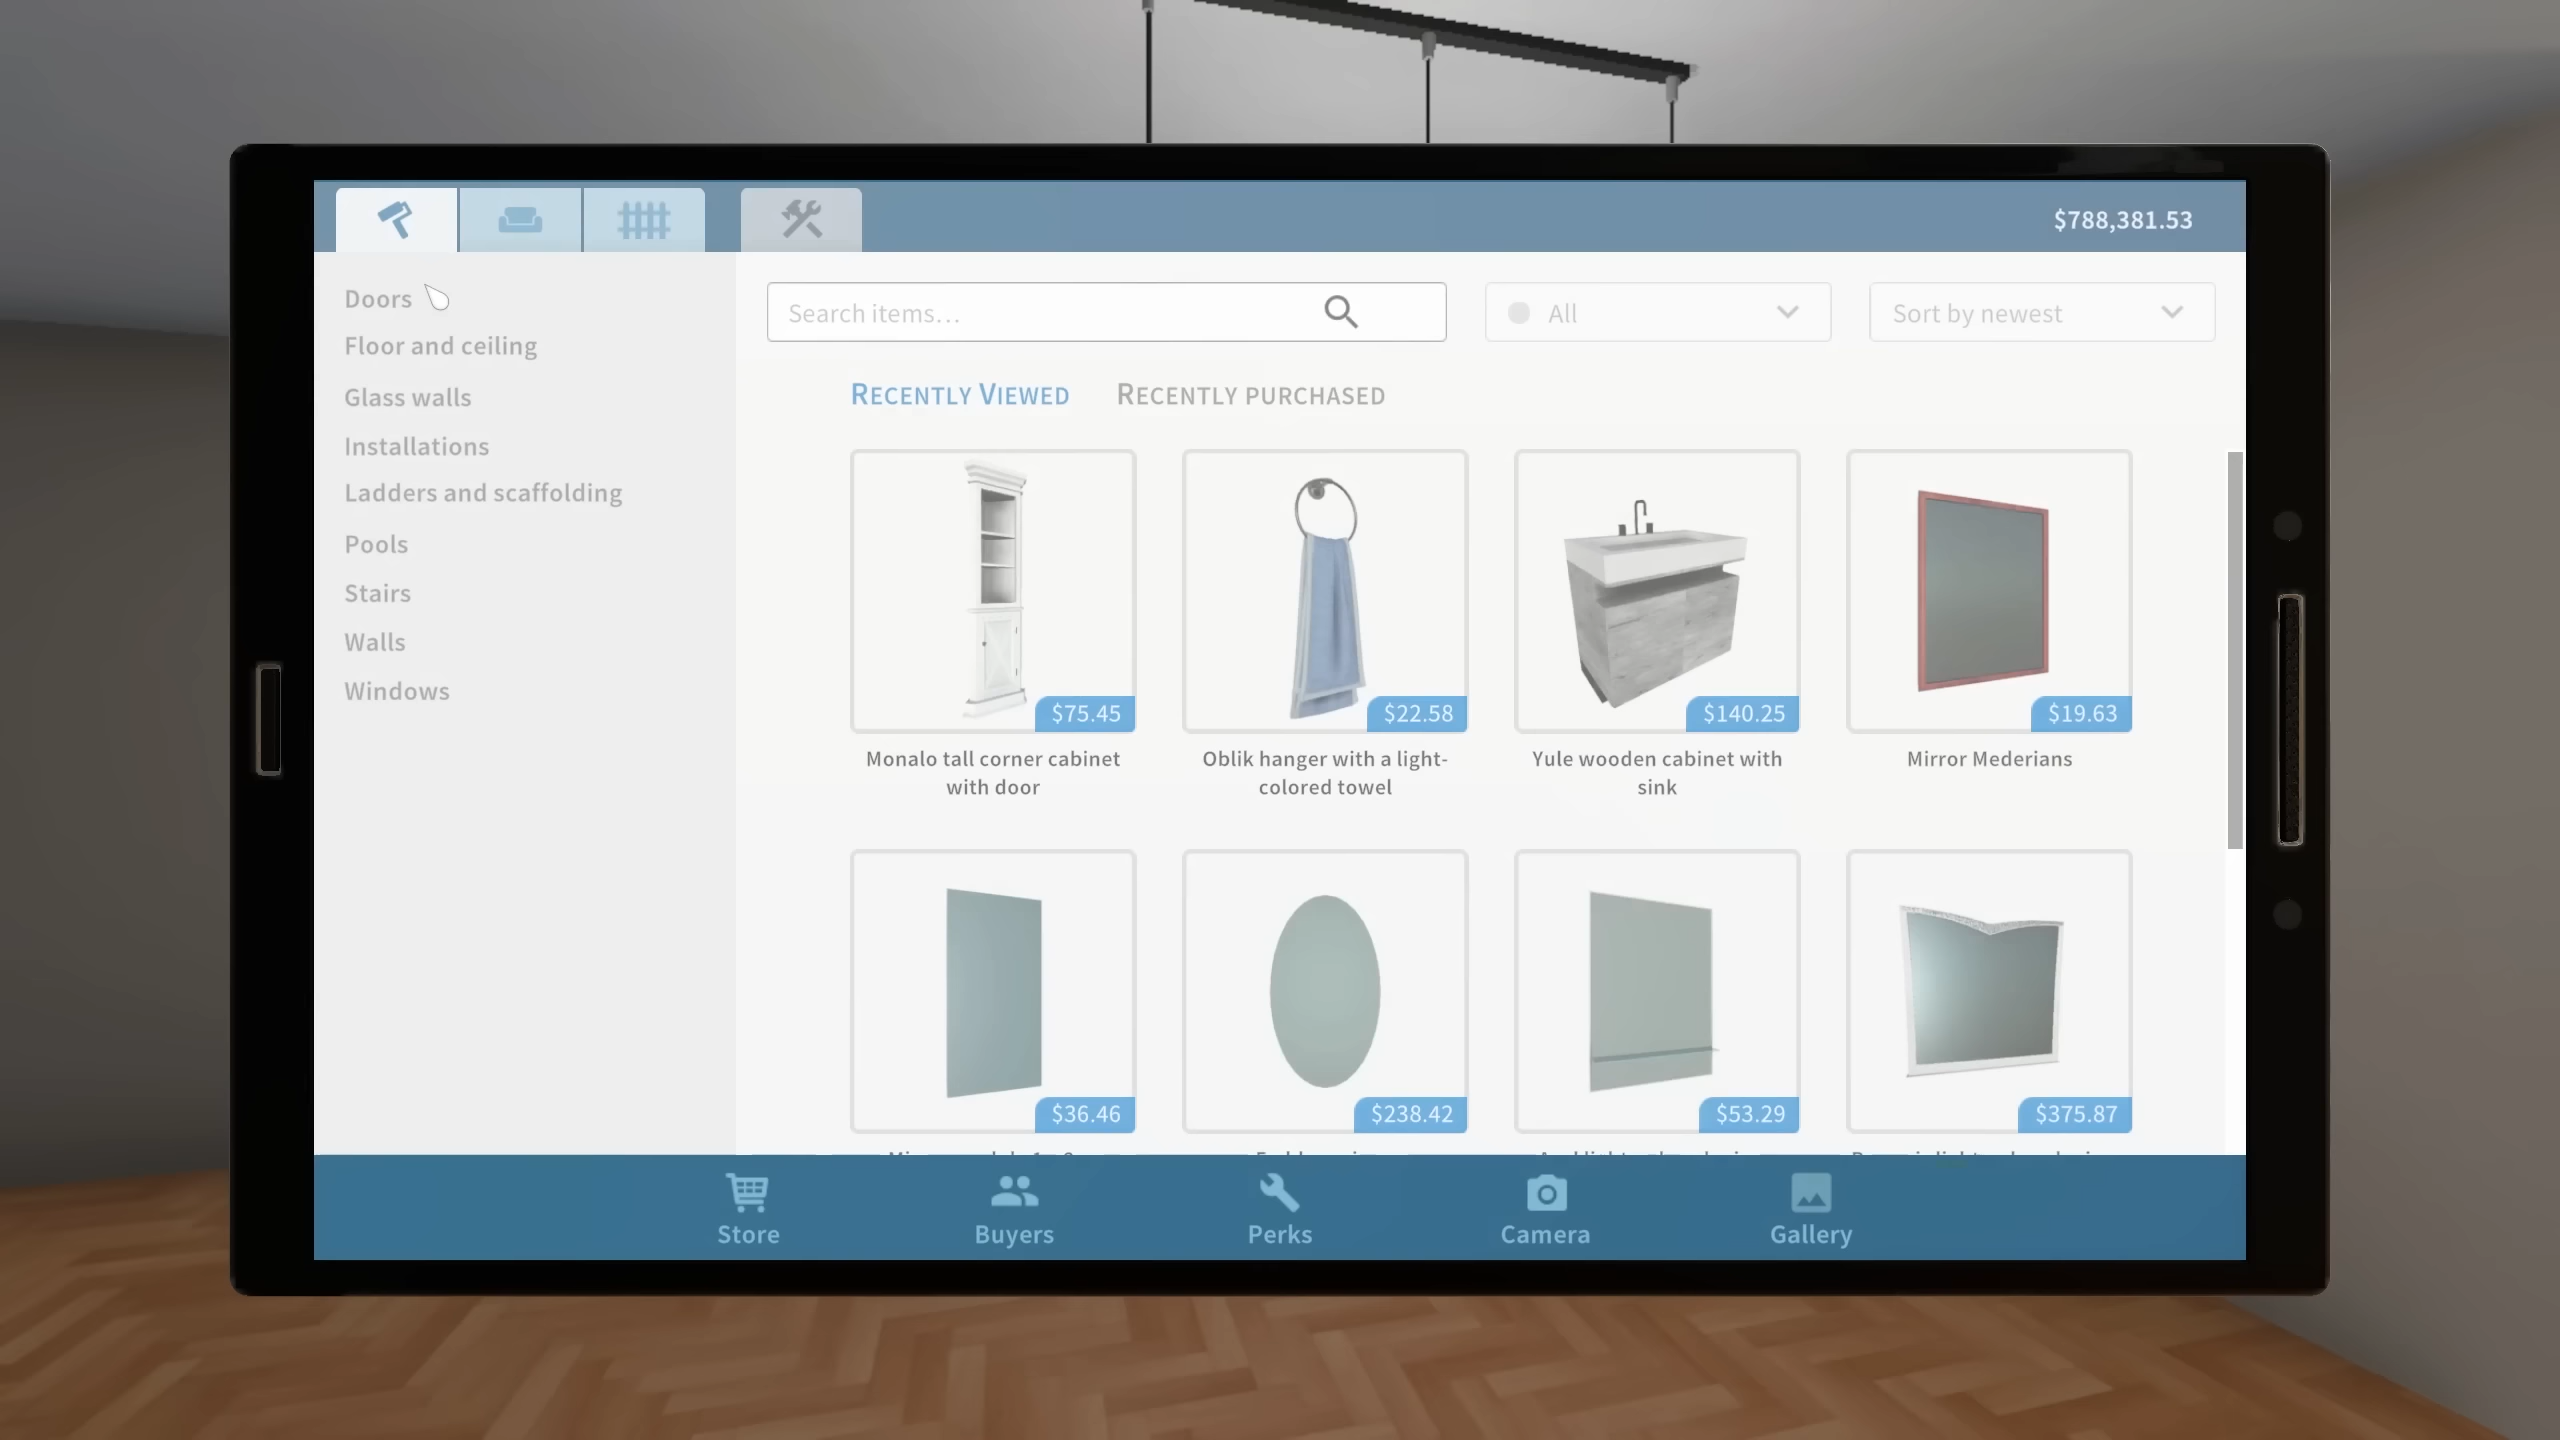 $788,381.53
Doors
Floor and ceiling
Glass walls
Installations
Ladders and scaffolding
Pools
Stairs
Walls
Windows
Search items...
All
Sort by newest
RECENTLY VIEWED
RECENTLY PURCHASED
$75.45
$22.58
$140.25
$19.63
Monalo tall corner cabinet
with door
Oblik hanger with a light-
colored towel
Yule wooden cabinet with
sink
Mirror Mederians
$36.46
$238.42
$53.29
$375.87
Store
Buyers
Perks
Camera
Gallery